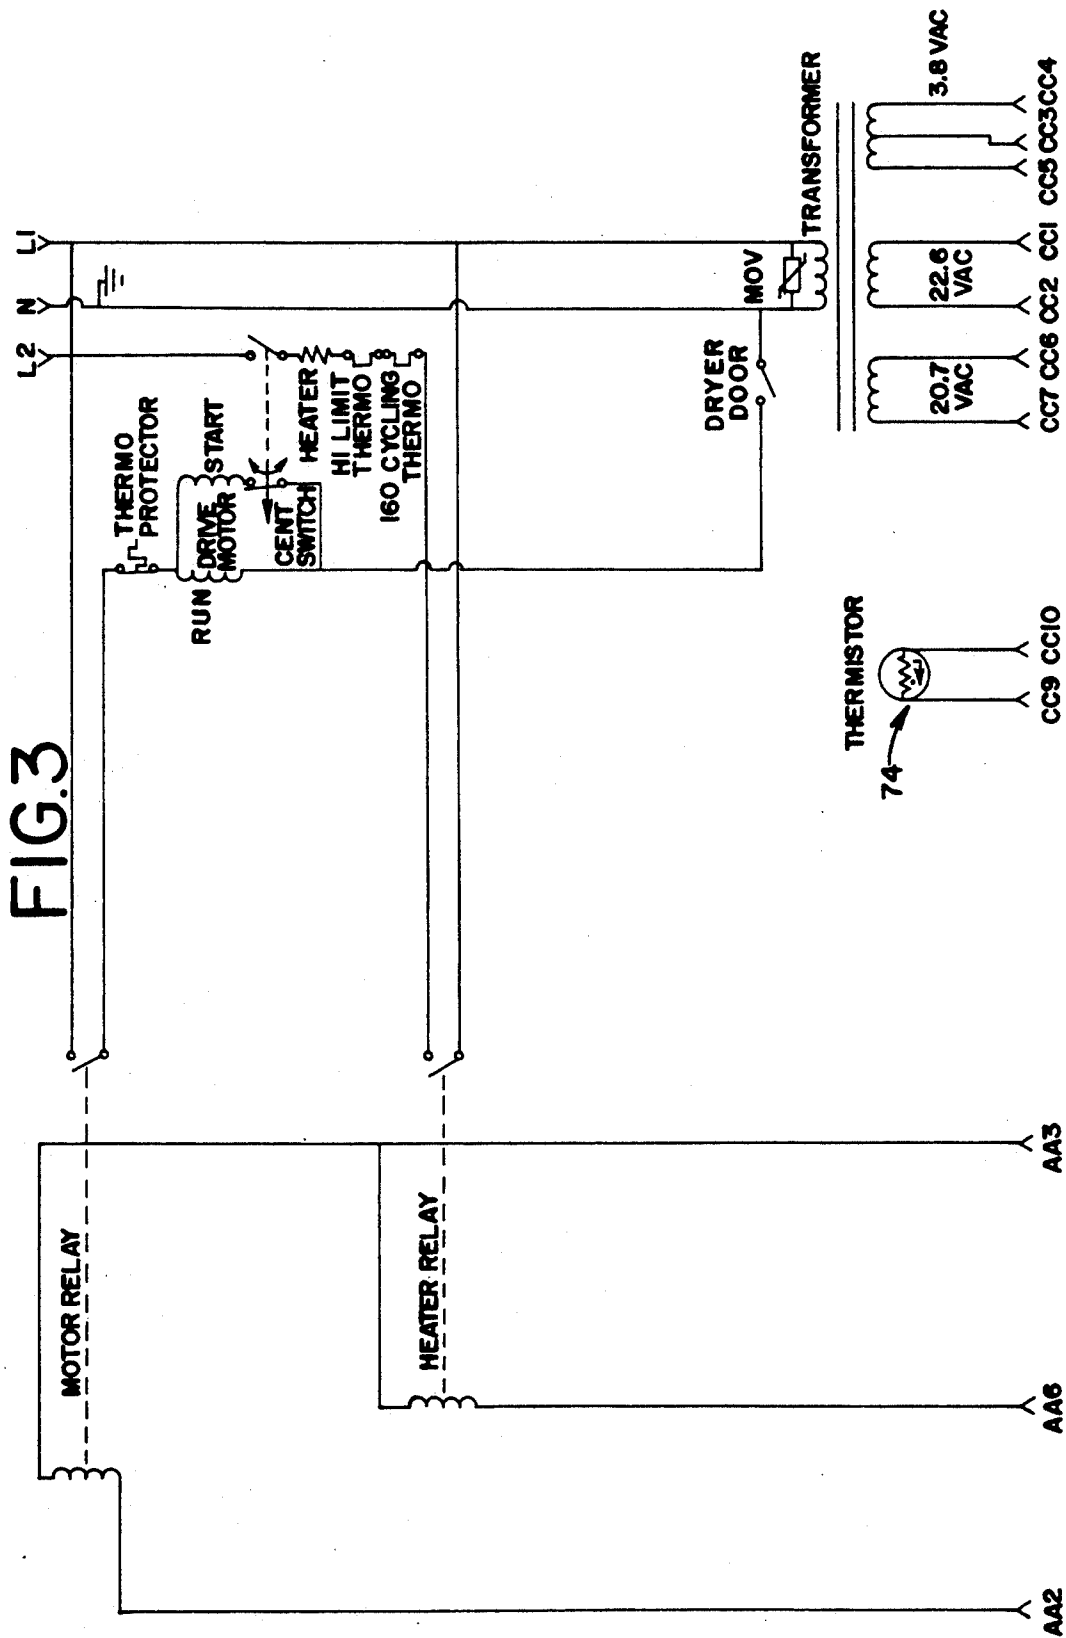 FIG.3
L2
N
L1
THERMO
PROTECTOR
START
DRIVE
MOTOR
RUN
CENT
SWITCH
HEATER
HI LIMIT
THERMO
160 CYCLING
THERMO
DRYER
DOOR
MOV
TRANSFORMER
3.8 VAC
22.6
VAC
20.7
VAC
CC7
CC6
CC2
CC1
CC5
CC3
CC4
THERMISTOR
74
CC9
CC10
MOTOR RELAY
HEATER RELAY
AA2
AA6
AA3